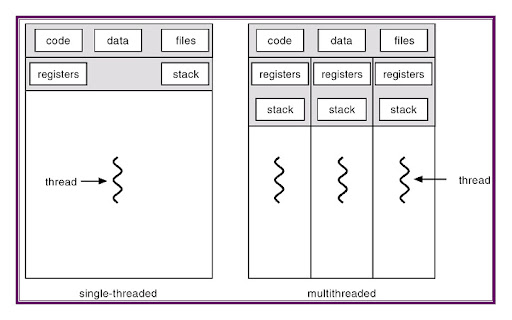 code data files
registers stack
thread
single-threaded
code data files
registers registers registers
stack stack stack
thread
multithreaded